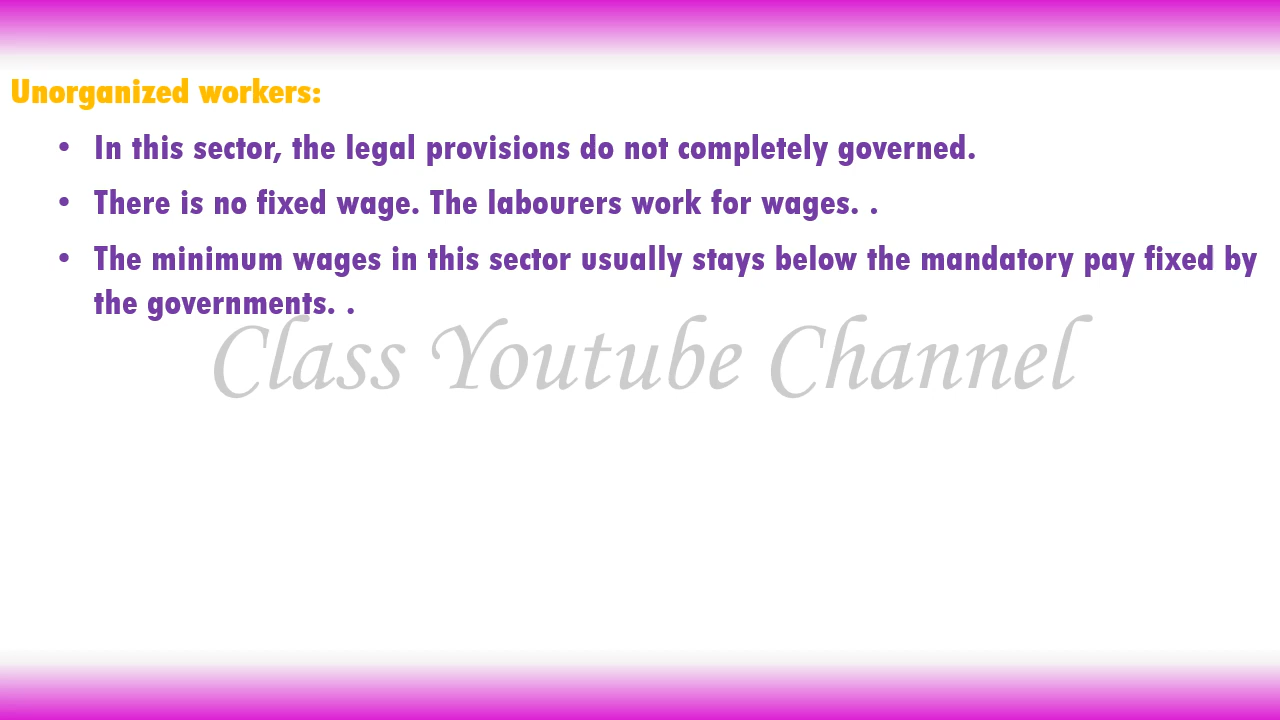 Unorganized workers:
• In this sector, the legal provisions do not completely governed.
• There is no fixed wage. The labourers work for wages. .
• The minimum wages in this sector usually stays below the mandatory pay fixed by
the governments. .
Class Youtube Channel